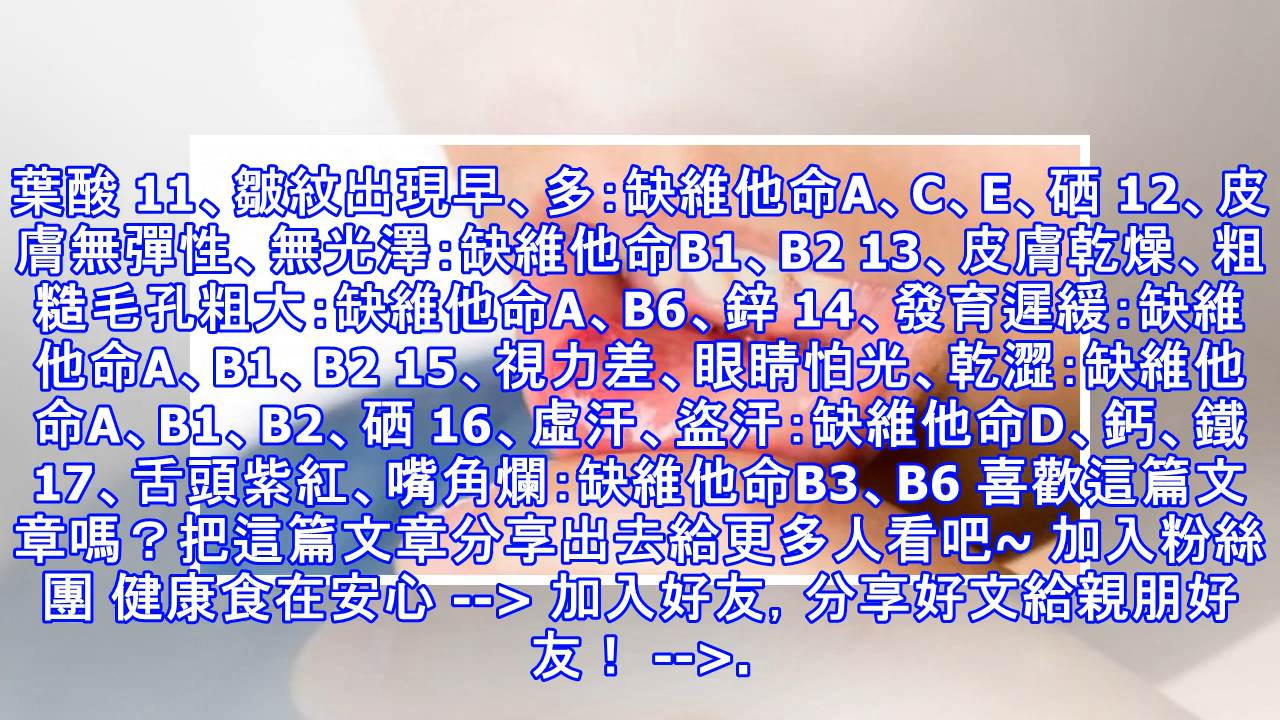 葉酸 11、皺紋出現早、多：缺維他命A、C、E、硒 12、皮
膚無彈性、無光澤：缺維他命B1、B2 13、皮膚乾燥、粗
糙毛孔粗大：缺維他命A、B6、鋅 14、發育遲緩：缺維
他命A、B1、B2 15、視力差、眼睛怕光、乾澀：缺維他
命A、B1、B2、硒 16、虛汗、盜汗：缺維他命D、鈣、鐵
17、舌頭紫紅、嘴角爛：缺維他命B3、B6 喜歡這篇文
章嗎？把這篇文章分享出去給更多人看吧~ 加入粉絲
團 健康食在安心 --> 加入好友，分享好文給親朋好
友！ -->.